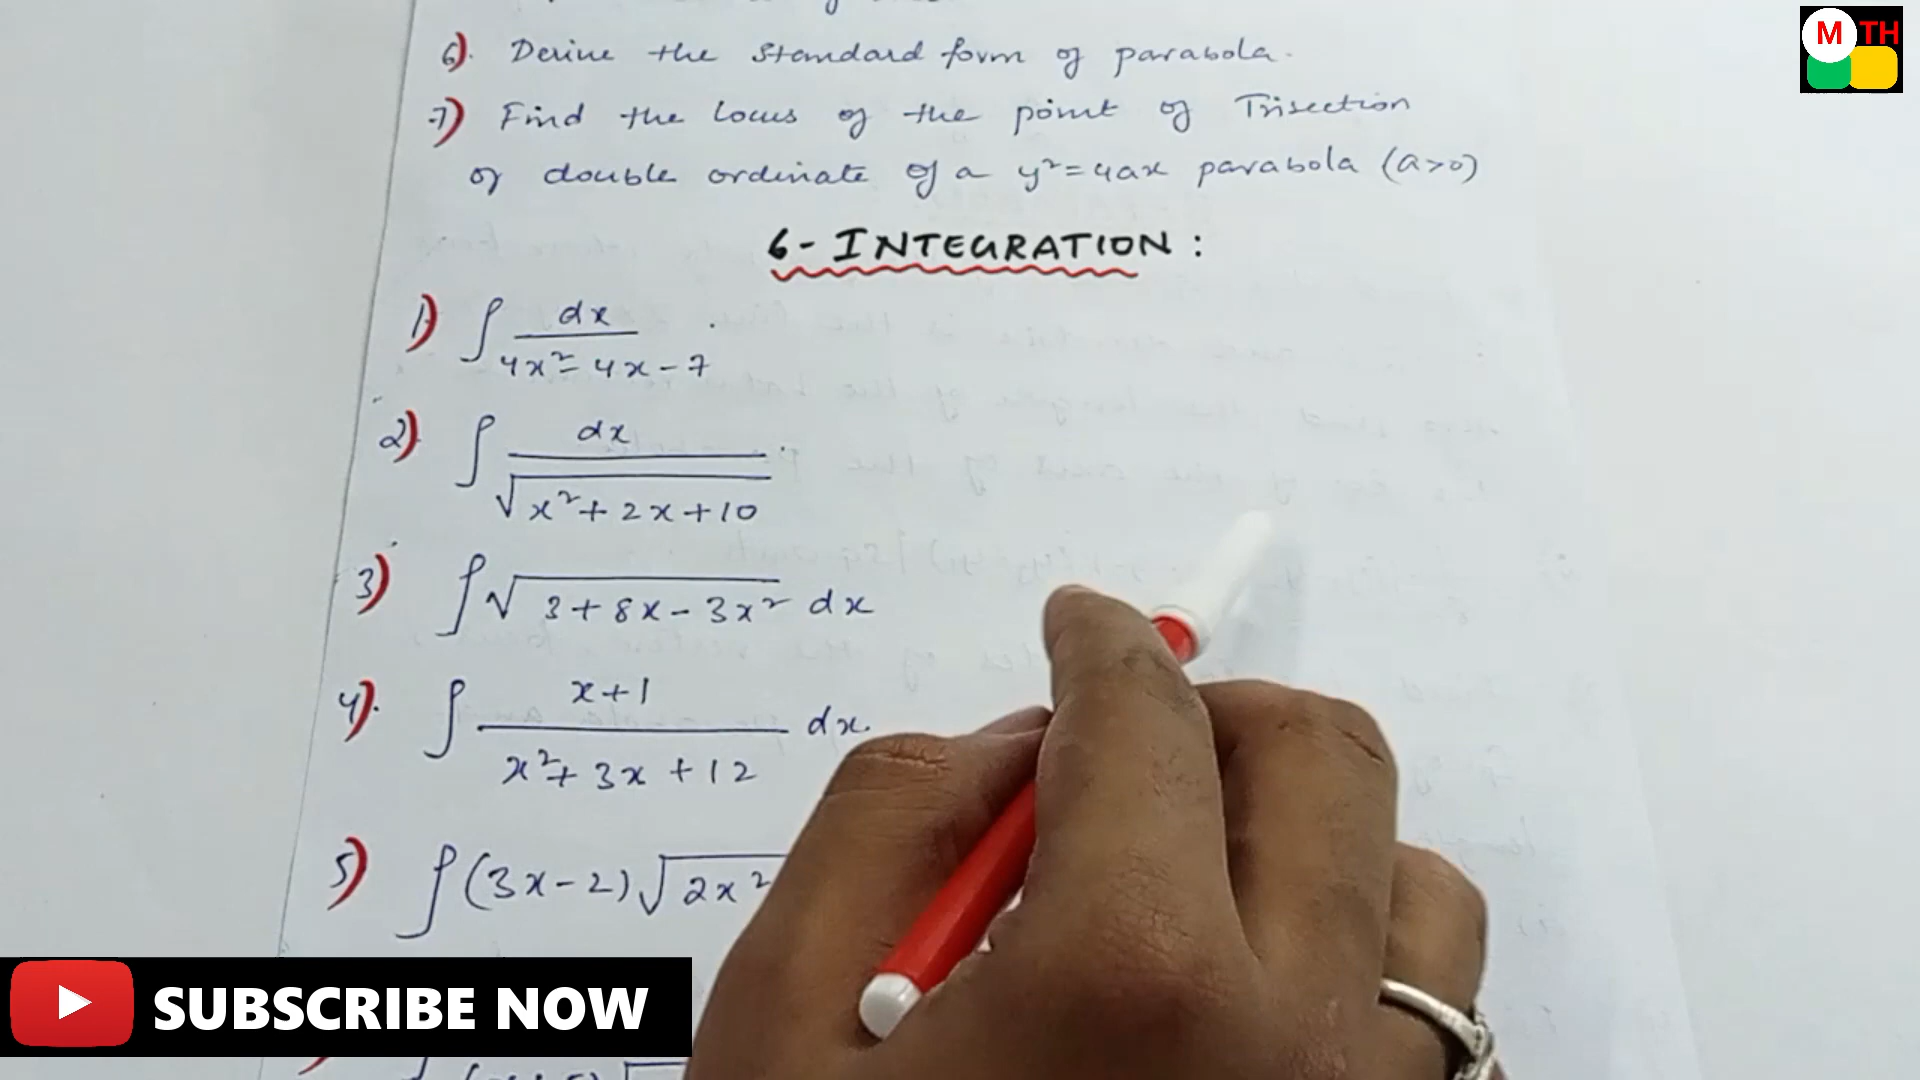 M TH
6). Derive the Standard form of parabola.
7) Find the locus of the point of Trisection
of double ordinate of a y²=4ax parabola (a>0)
6-INTEGRATION:
1) ∫ dx / 4x²-4x-7
2) ∫ dx / √x²+2x+10
3) ∫√3+8x-3x² dx
4). ∫ x+1 / x²+3x+12 dx.
5) ∫(3x-2)√2x²
SUBSCRIBE NOW